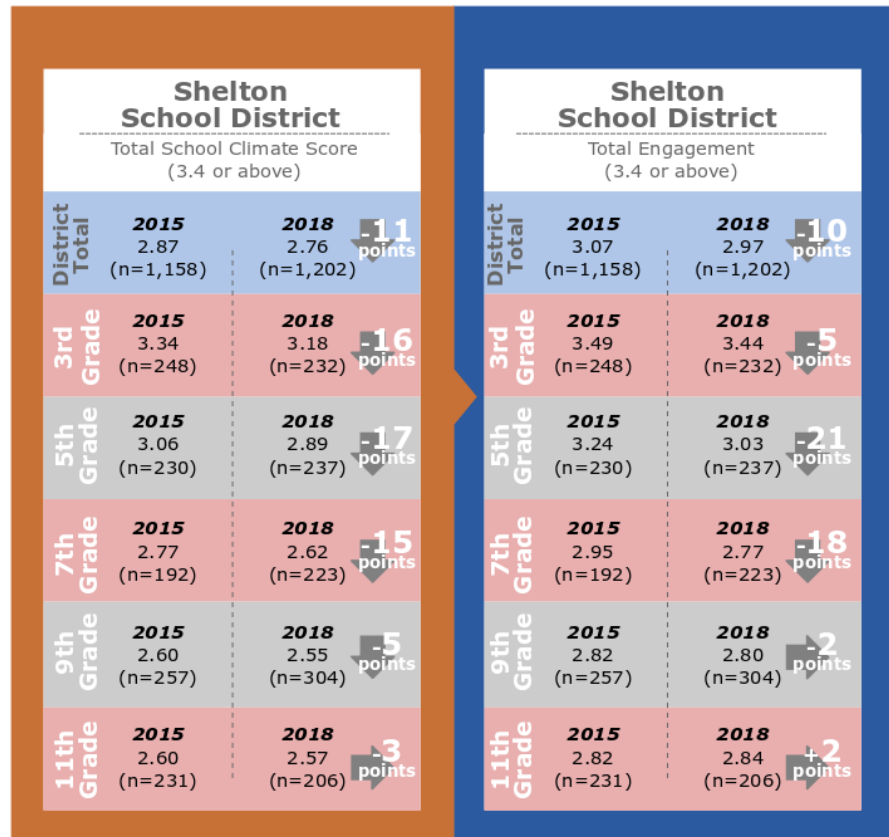 Shelton
School District
Total School Climate Score
(3.4 or above)
District
Total
2015
2.87
(n=1,158)
2018
2.76
(n=1,202)
-11
points
3rd
Grade
2015
3.34
(n=248)
2018
3.18
(n=232)
-16
points
5th
Grade
2015
3.06
(n=230)
2018
2.89
(n=237)
-17
points
7th
Grade
2015
2.77
(n=192)
2018
2.62
(n=223)
-15
points
9th
Grade
2015
2.60
(n=257)
2018
2.55
(n=304)
-5
points
11th
Grade
2015
2.60
(n=231)
2018
2.57
(n=206)
-3
points
Shelton
School District
Total Engagement
(3.4 or above)
District
Total
2015
3.07
(n=1,158)
2018
2.97
(n=1,202)
-10
points
3rd
Grade
2015
3.49
(n=248)
2018
3.44
(n=232)
-5
points
5th
Grade
2015
3.24
(n=230)
2018
3.03
(n=237)
-21
points
7th
Grade
2015
2.95
(n=192)
2018
2.77
(n=223)
-18
points
9th
Grade
2015
2.82
(n=257)
2018
2.80
(n=304)
-2
points
11th
Grade
2015
2.82
(n=231)
2018
2.84
(n=206)
+2
points